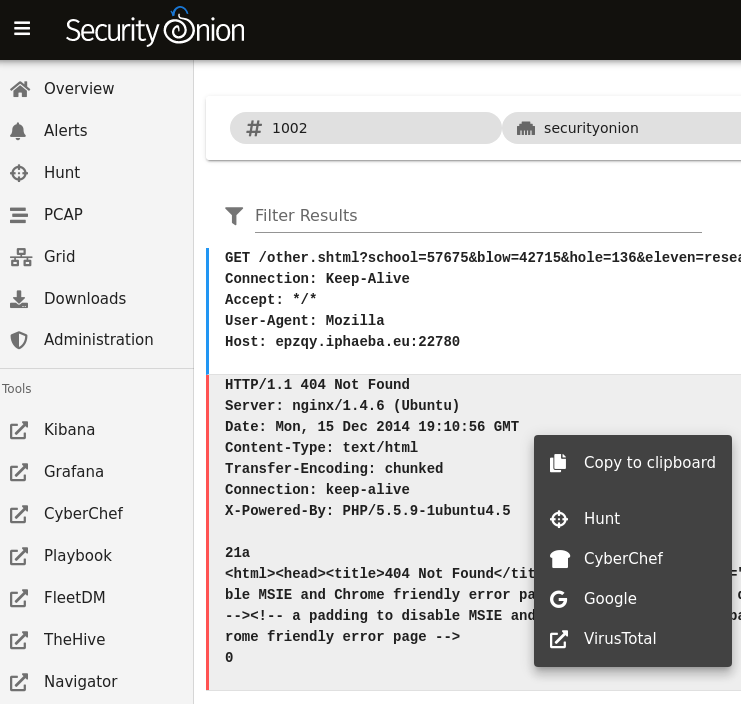 Security Onion
Overview
Alerts
Hunt
PCAP
Grid
Downloads
Administration
Tools
Kibana
Grafana
CyberChef
Playbook
FleetDM
TheHive
Navigator
1002
securityonion
Filter Results
GET /other.shtml?school=57675&blow=42715&hole=136&eleven=resea
Connection: Keep-Alive
Accept: */*
User-Agent: Mozilla
Host: epzqy.iphaeba.eu:22780
HTTP/1.1 404 Not Found
Server: nginx/1.4.6 (Ubuntu)
Date: Mon, 15 Dec 2014 19:10:56 GMT
Content-Type: text/html
Transfer-Encoding: chunked
Connection: keep-alive
X-Powered-By: PHP/5.5.9-1ubuntu4.5
21a
<html><head><title>404 Not Found</tit
ble MSIE and Chrome friendly error pa
--><!-- a padding to disable MSIE and
rome friendly error page -->
0
Copy to clipboard
Hunt
CyberChef
Google
VirusTotal